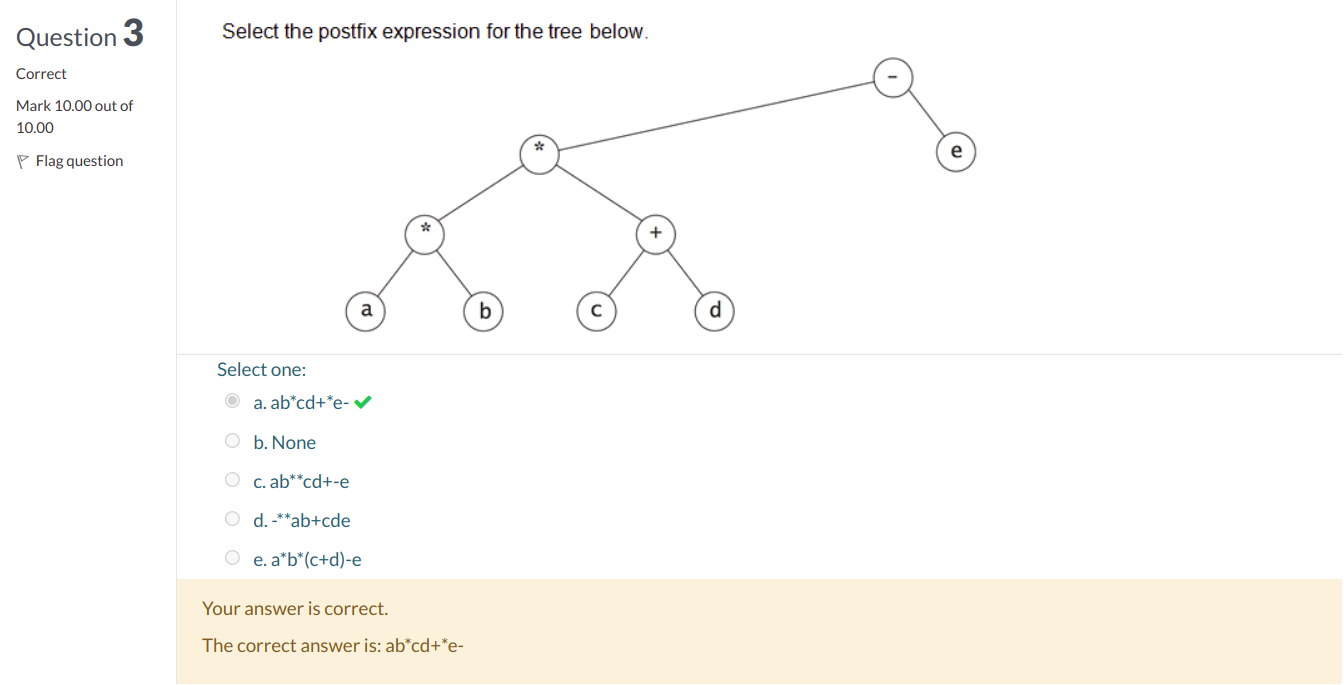 Question 3
Correct
Mark 10.00 out of
10.00
Flag question
Select the postfix expression for the tree below.
-
*
e
*
+
a
b
c
d
Select one:
a. ab*cd+*e-
b. None
c. ab**cd+-e
d. -**ab+cde
e. a*b*(c+d)-e
Your answer is correct.
The correct answer is: ab*cd+*e-